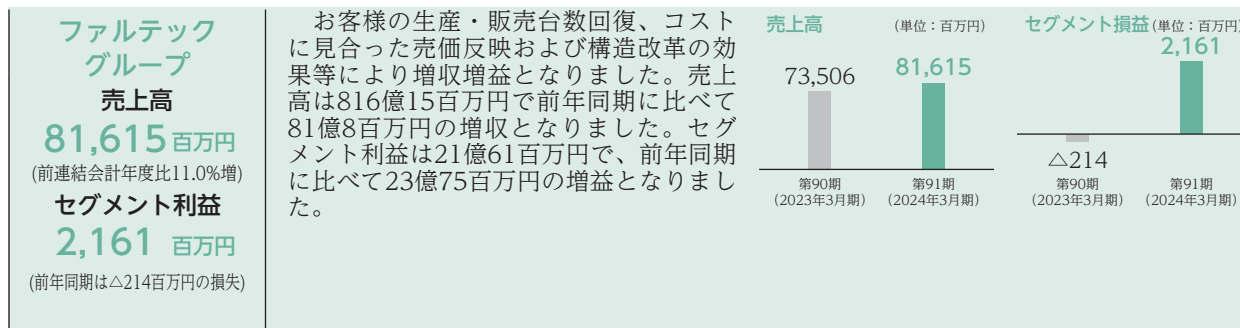 ファルテック
グループ
売上高
81,615 百万円
(前連結会計年度比11.0%増)
セグメント利益
2,161 百万円
(前年同期は△214百万円の損失)
お客様の生産・販売台数回復、コスト
に見合った売価反映および構造改革の効
果等により増収増益となりました。売上
高は816億15百万円で前年同期に比べて
81億8百万円の増収となりました。セグ
メント利益は21億61百万円で、前年同期
に比べて23億75百万円の増益となりまし
た。
売上高 (単位:百万円)
73,506 81,615
第90期 第91期
(2023年3月期) (2024年3月期)
セグメント損益 (単位:百万円)
2,161
△214
第90期 第91期
(2023年3月期) (2024年3月期)